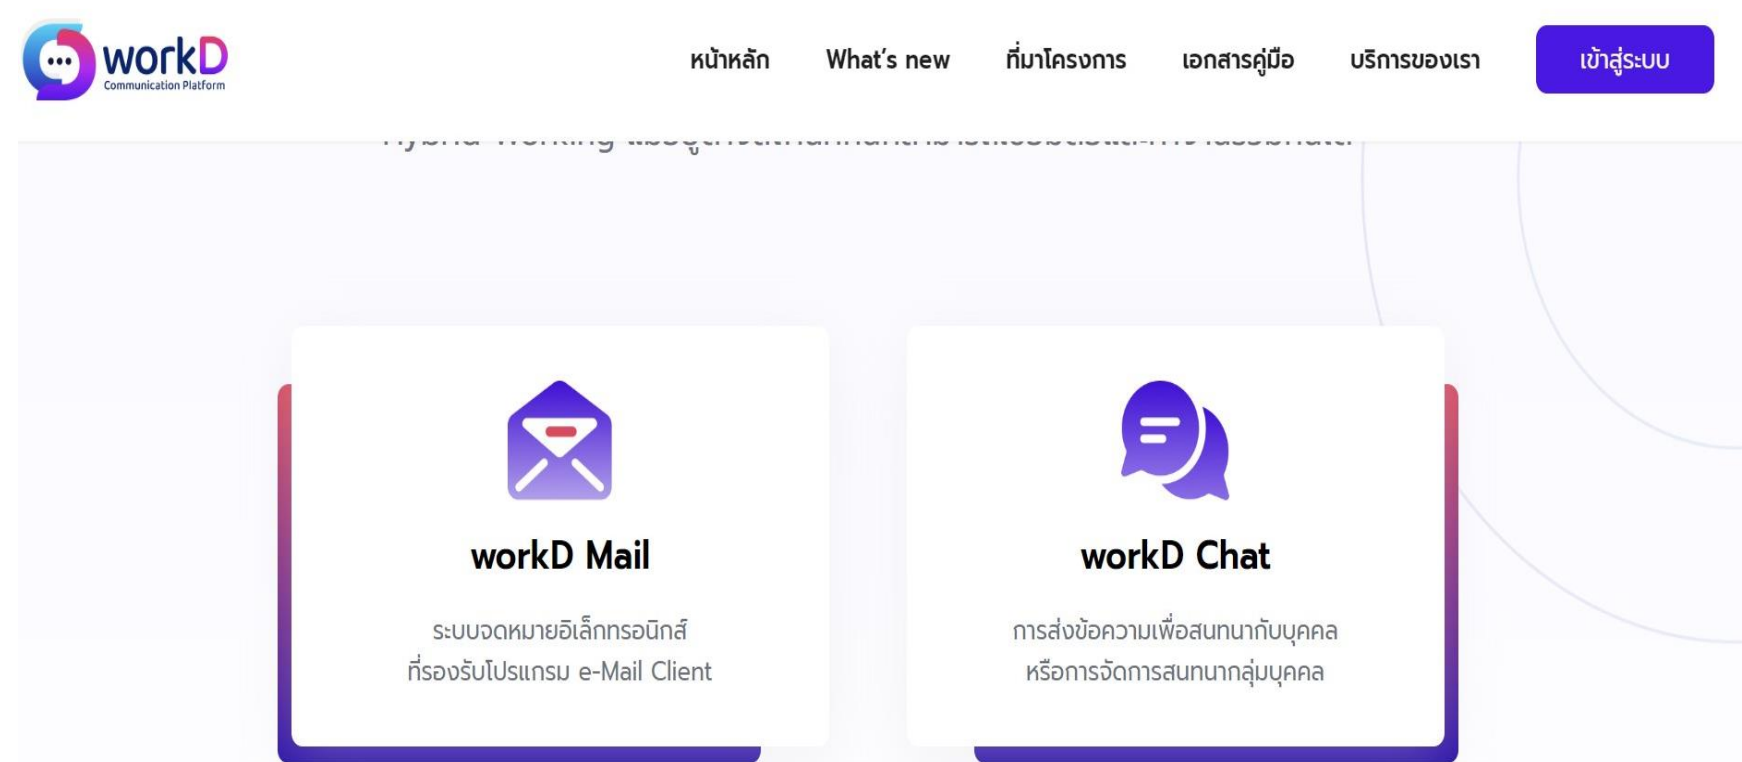 workD
Communication Platform
หน้าหลัก What's new ที่มาโครงการ เอกสารคู่มือ บริการของเรา เข้าสู่ระบบ
Hybrid Working
workD Mail
ระบบจดหมายอิเล็กทรอนิกส์
ที่รองรับโปรแกรม e-Mail Client
workD Chat
การส่งข้อความเพื่อสนทนากับบุคคล
หรือการจัดการสนทนากลุ่มบุคคล